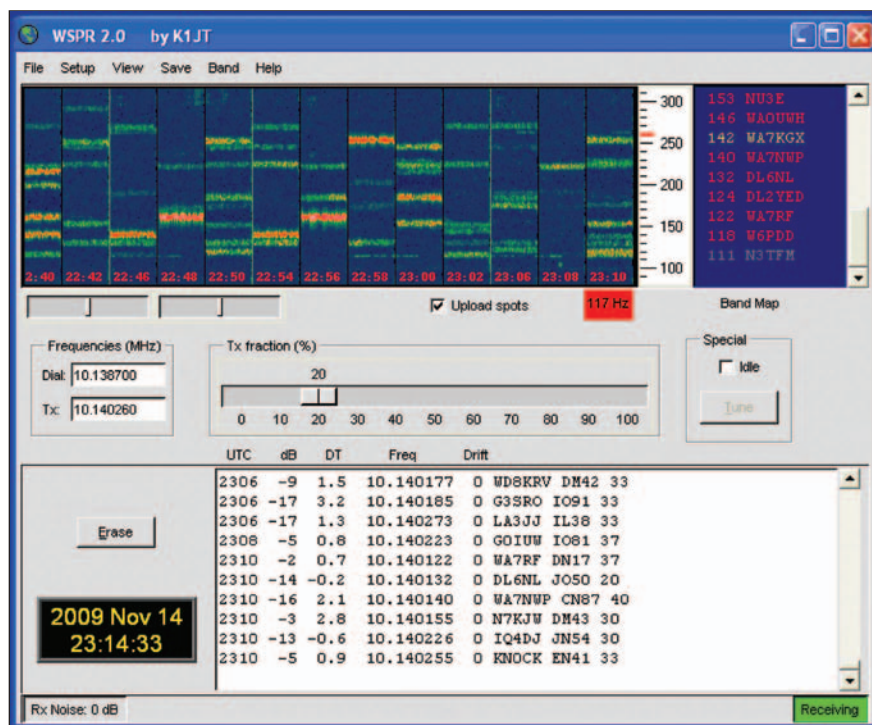 WSPR 2.0 by K1JT
File Setup View Save Band Help
300
250
200
150
100
2:40 22:42 22:46 22:48 22:50 22:54 22:56 22:58 23:00 23:02 23:06 23:08 23:10
153 NU3E
146 WA0UWH
142 WA7KGX
140 WA7NWP
132 DL6NL
124 DL2YED
122 WA7RF
118 W6PDD
111 N3TFM
Upload spots 117 Hz Band Map
Frequencies (MHz)
Dial: 10.138700
Tx: 10.140260
Tx fraction (%)
20
0 10 20 30 40 50 60 70 80 90 100
Special
Idle
Tune
UTC dB DT Freq Drift
2306 -9 1.5 10.140177 0 WD8KRV DM42 33
2306 -17 3.2 10.140185 0 G3SRO IO91 33
2306 -17 1.3 10.140273 0 LA3JJ IL38 33
2308 -5 0.8 10.140223 0 G0IUW IO81 37
2310 -2 0.7 10.140122 0 WA7RF DN17 37
2310 -14 -0.2 10.140132 0 DL6NL JO50 20
2310 -16 2.1 10.140140 0 WA7NWP CN87 40
2310 -3 2.8 10.140155 0 N7KJW DM43 30
2310 -13 -0.6 10.140226 0 IQ4DJ JN54 30
2310 -5 0.9 10.140255 0 KN0CK EN41 33
Erase
2009 Nov 14
23:14:33
Rx Noise: 0 dB
Receiving